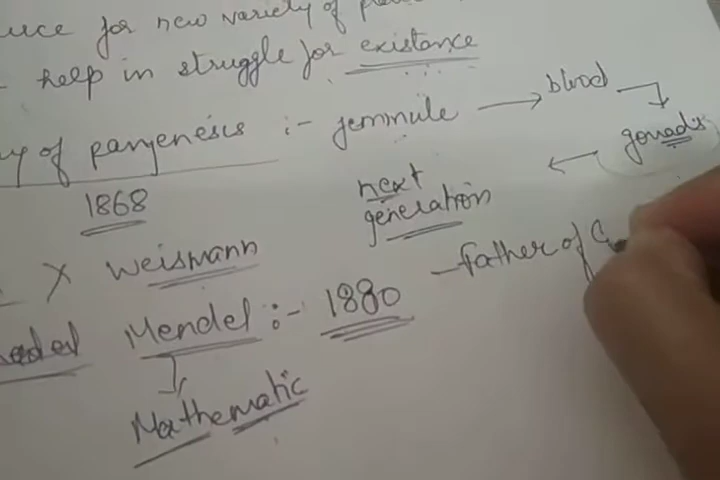 uce for new variety of
help in struggle for existance
y of pangenesis :- gemmule → blood
gonads
next
generation
1868
X Weismann
Mendel :- 1880 - father of G
Mathematic